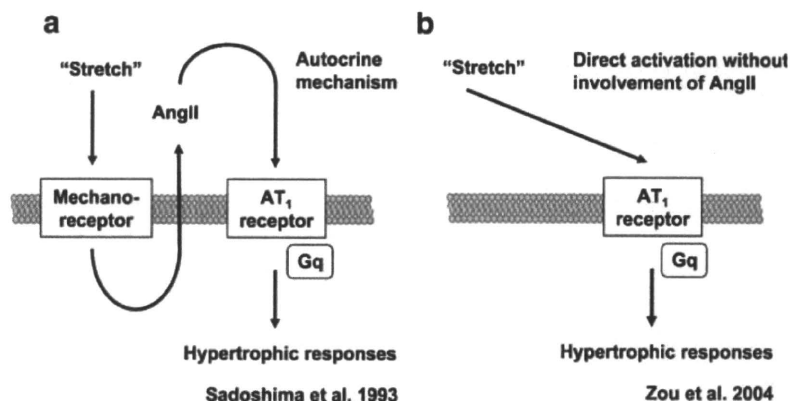 a
"Stretch"
Autocrine
mechanism
AngII
Mechano-
receptor
AT1
receptor
Gq
Hypertrophic responses
Sadoshima et al. 1993
b
"Stretch"
Direct activation without
involvement of AngII
AT1
receptor
Gq
Hypertrophic responses
Zou et al. 2004